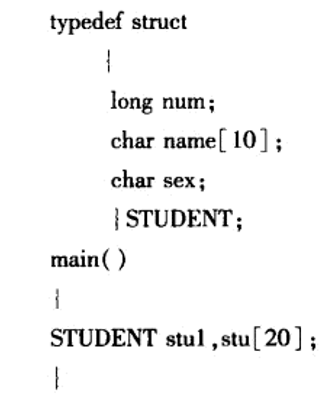 typedef struct
{
long num;
char name[10];
char sex;
}STUDENT;
main()
{
STUDENT stu1,stu[20];
}